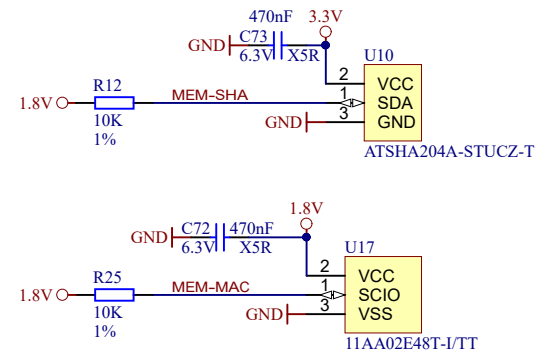 470nF 3.3V
GND C73 U10
6.3V X5R
2 VCC
R12 1 SDA
1.8V MEM-SHA 3 GND
10K GND
1% ATSHA204A-STUCZ-T
1.8V
C72 470nF
GND U17
6.3V X5R
2 VCC
R25 1 SCIO
1.8V MEM-MAC 3 VSS
10K GND
1% 11AA02E48T-I/TT